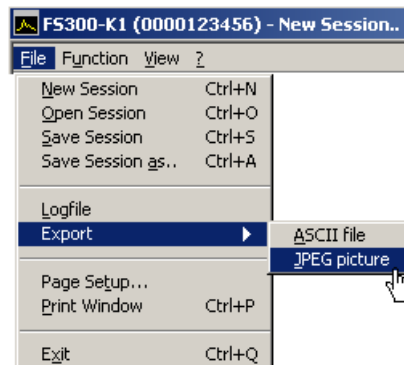 FS300-K1 (0000123456) - New Session..
File Function View ?
New Session Ctrl+N
Open Session Ctrl+O
Save Session Ctrl+S
Save Session as.. Ctrl+A
Logfile
Export
ASCII file
JPEG picture
Page Setup...
Print Window Ctrl+P
Exit Ctrl+Q